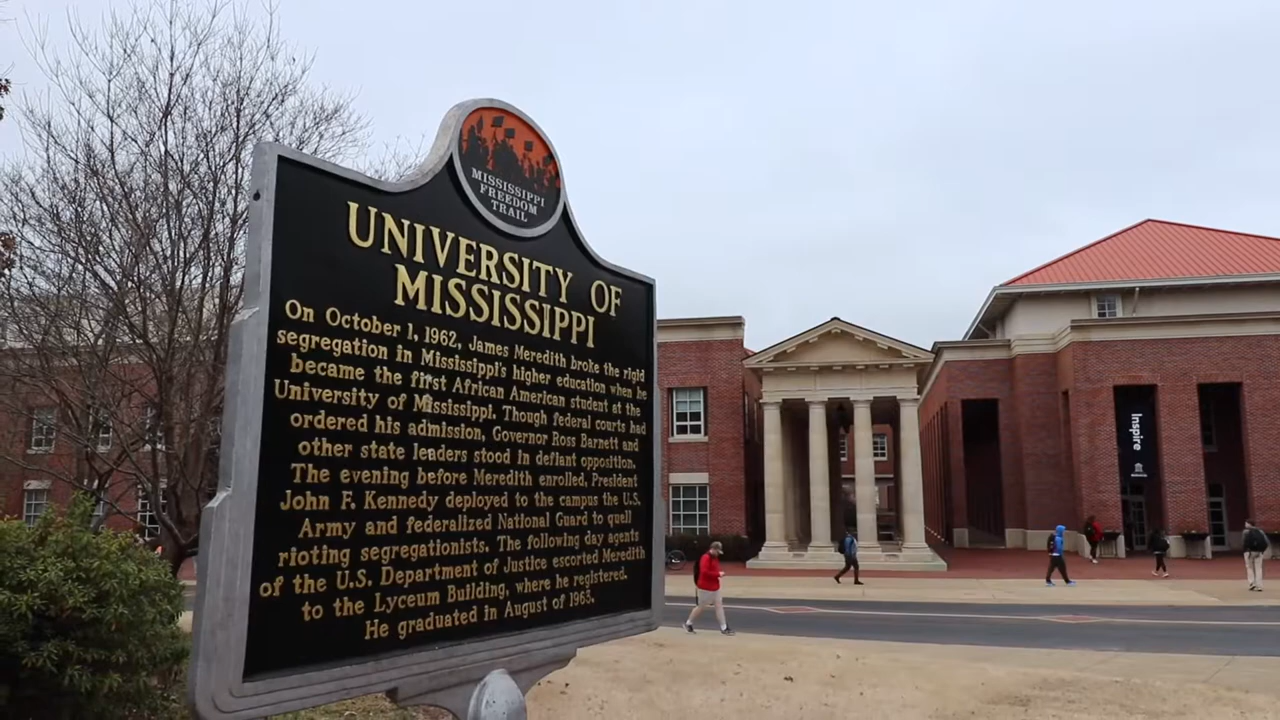 MISSISSIPPI
FREEDOM
TRAIL
UNIVERSITY OF
MISSISSIPPI
On October 1, 1962, James Meredith broke the rigid
segregation in Mississippi's higher education when he
became the first African American student at the
University of Mississippi. Though federal courts had
ordered his admission, Governor Ross Barnett and
other state leaders stood in defiant opposition.
The evening before Meredith enrolled, President
John F. Kennedy deployed to the campus the U.S.
Army and federalized National Guard to quell
rioting segregationists. The following day agents
of the U.S. Department of Justice escorted Meredith
to the Lyceum Building, where he registered.
He graduated in August of 1963.
Inspire